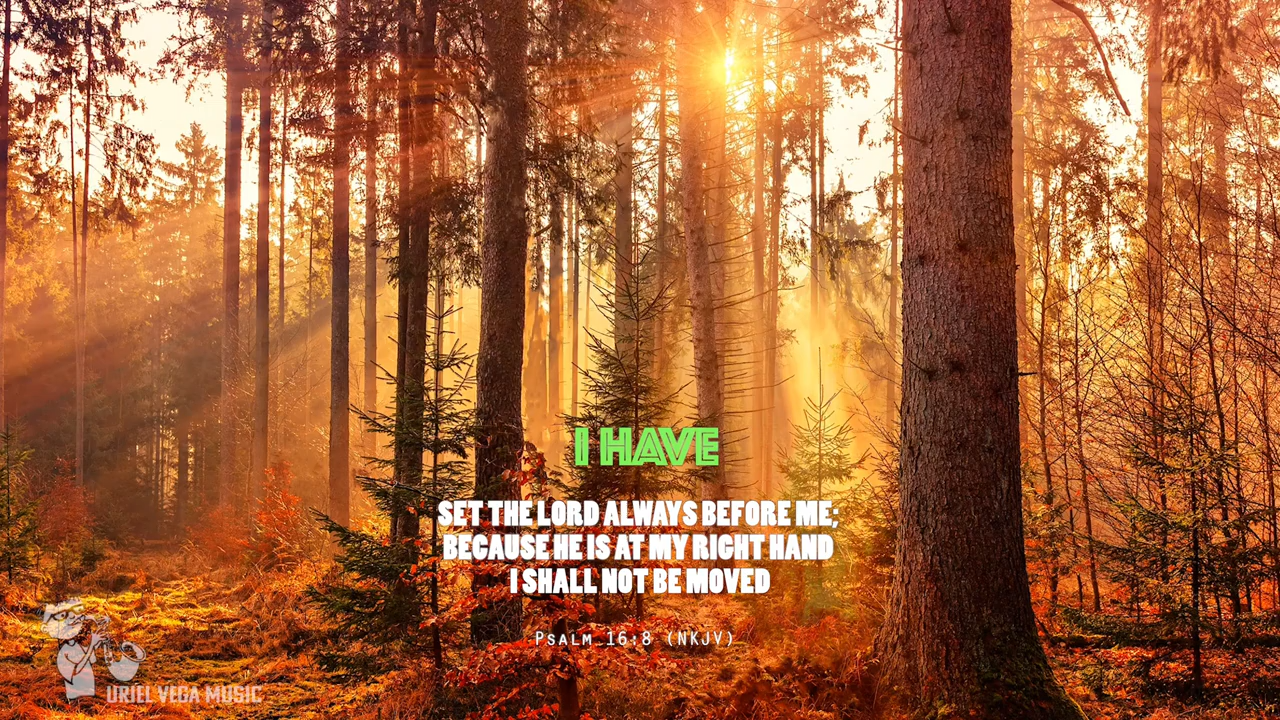 I HAVE
SET THE LORD ALWAYS BEFORE ME;
BECAUSE HE IS AT MY RIGHT HAND
I SHALL NOT BE MOVED
Psalm 16:8 (NKJV)
URIEL VEGA MUSIC